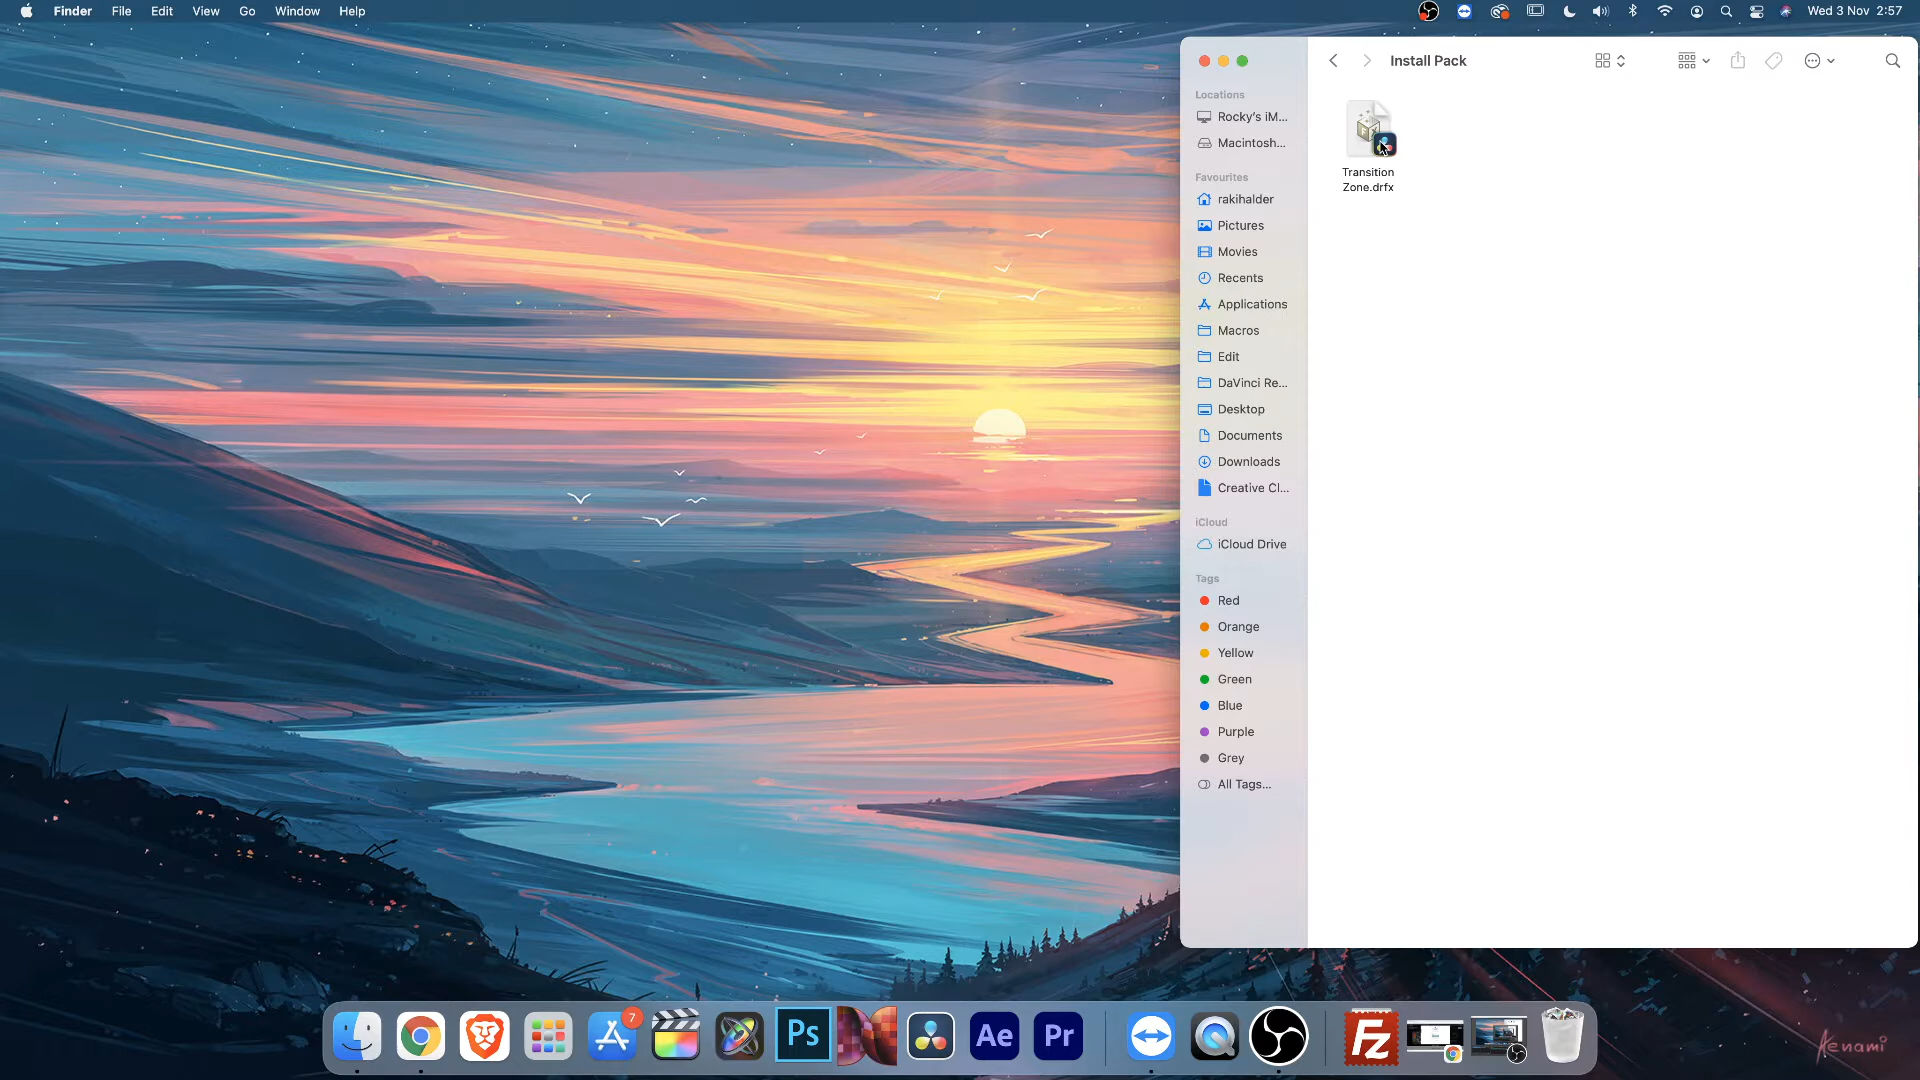 Finder File Edit View Go Window Help
Wed 3 Nov 2:57
Install Pack
Locations
Rocky's iM...
Macintosh...
Favourites
rakihalder
Pictures
Movies
Recents
Applications
Macros
Edit
DaVinci Re...
Desktop
Documents
Downloads
Creative Cl...
iCloud
iCloud Drive
Tags
Red
Orange
Yellow
Green
Blue
Purple
Grey
All Tags...
Transition
Zone.drfx
7
Ps
Ae
Pr
Fz
Aenami